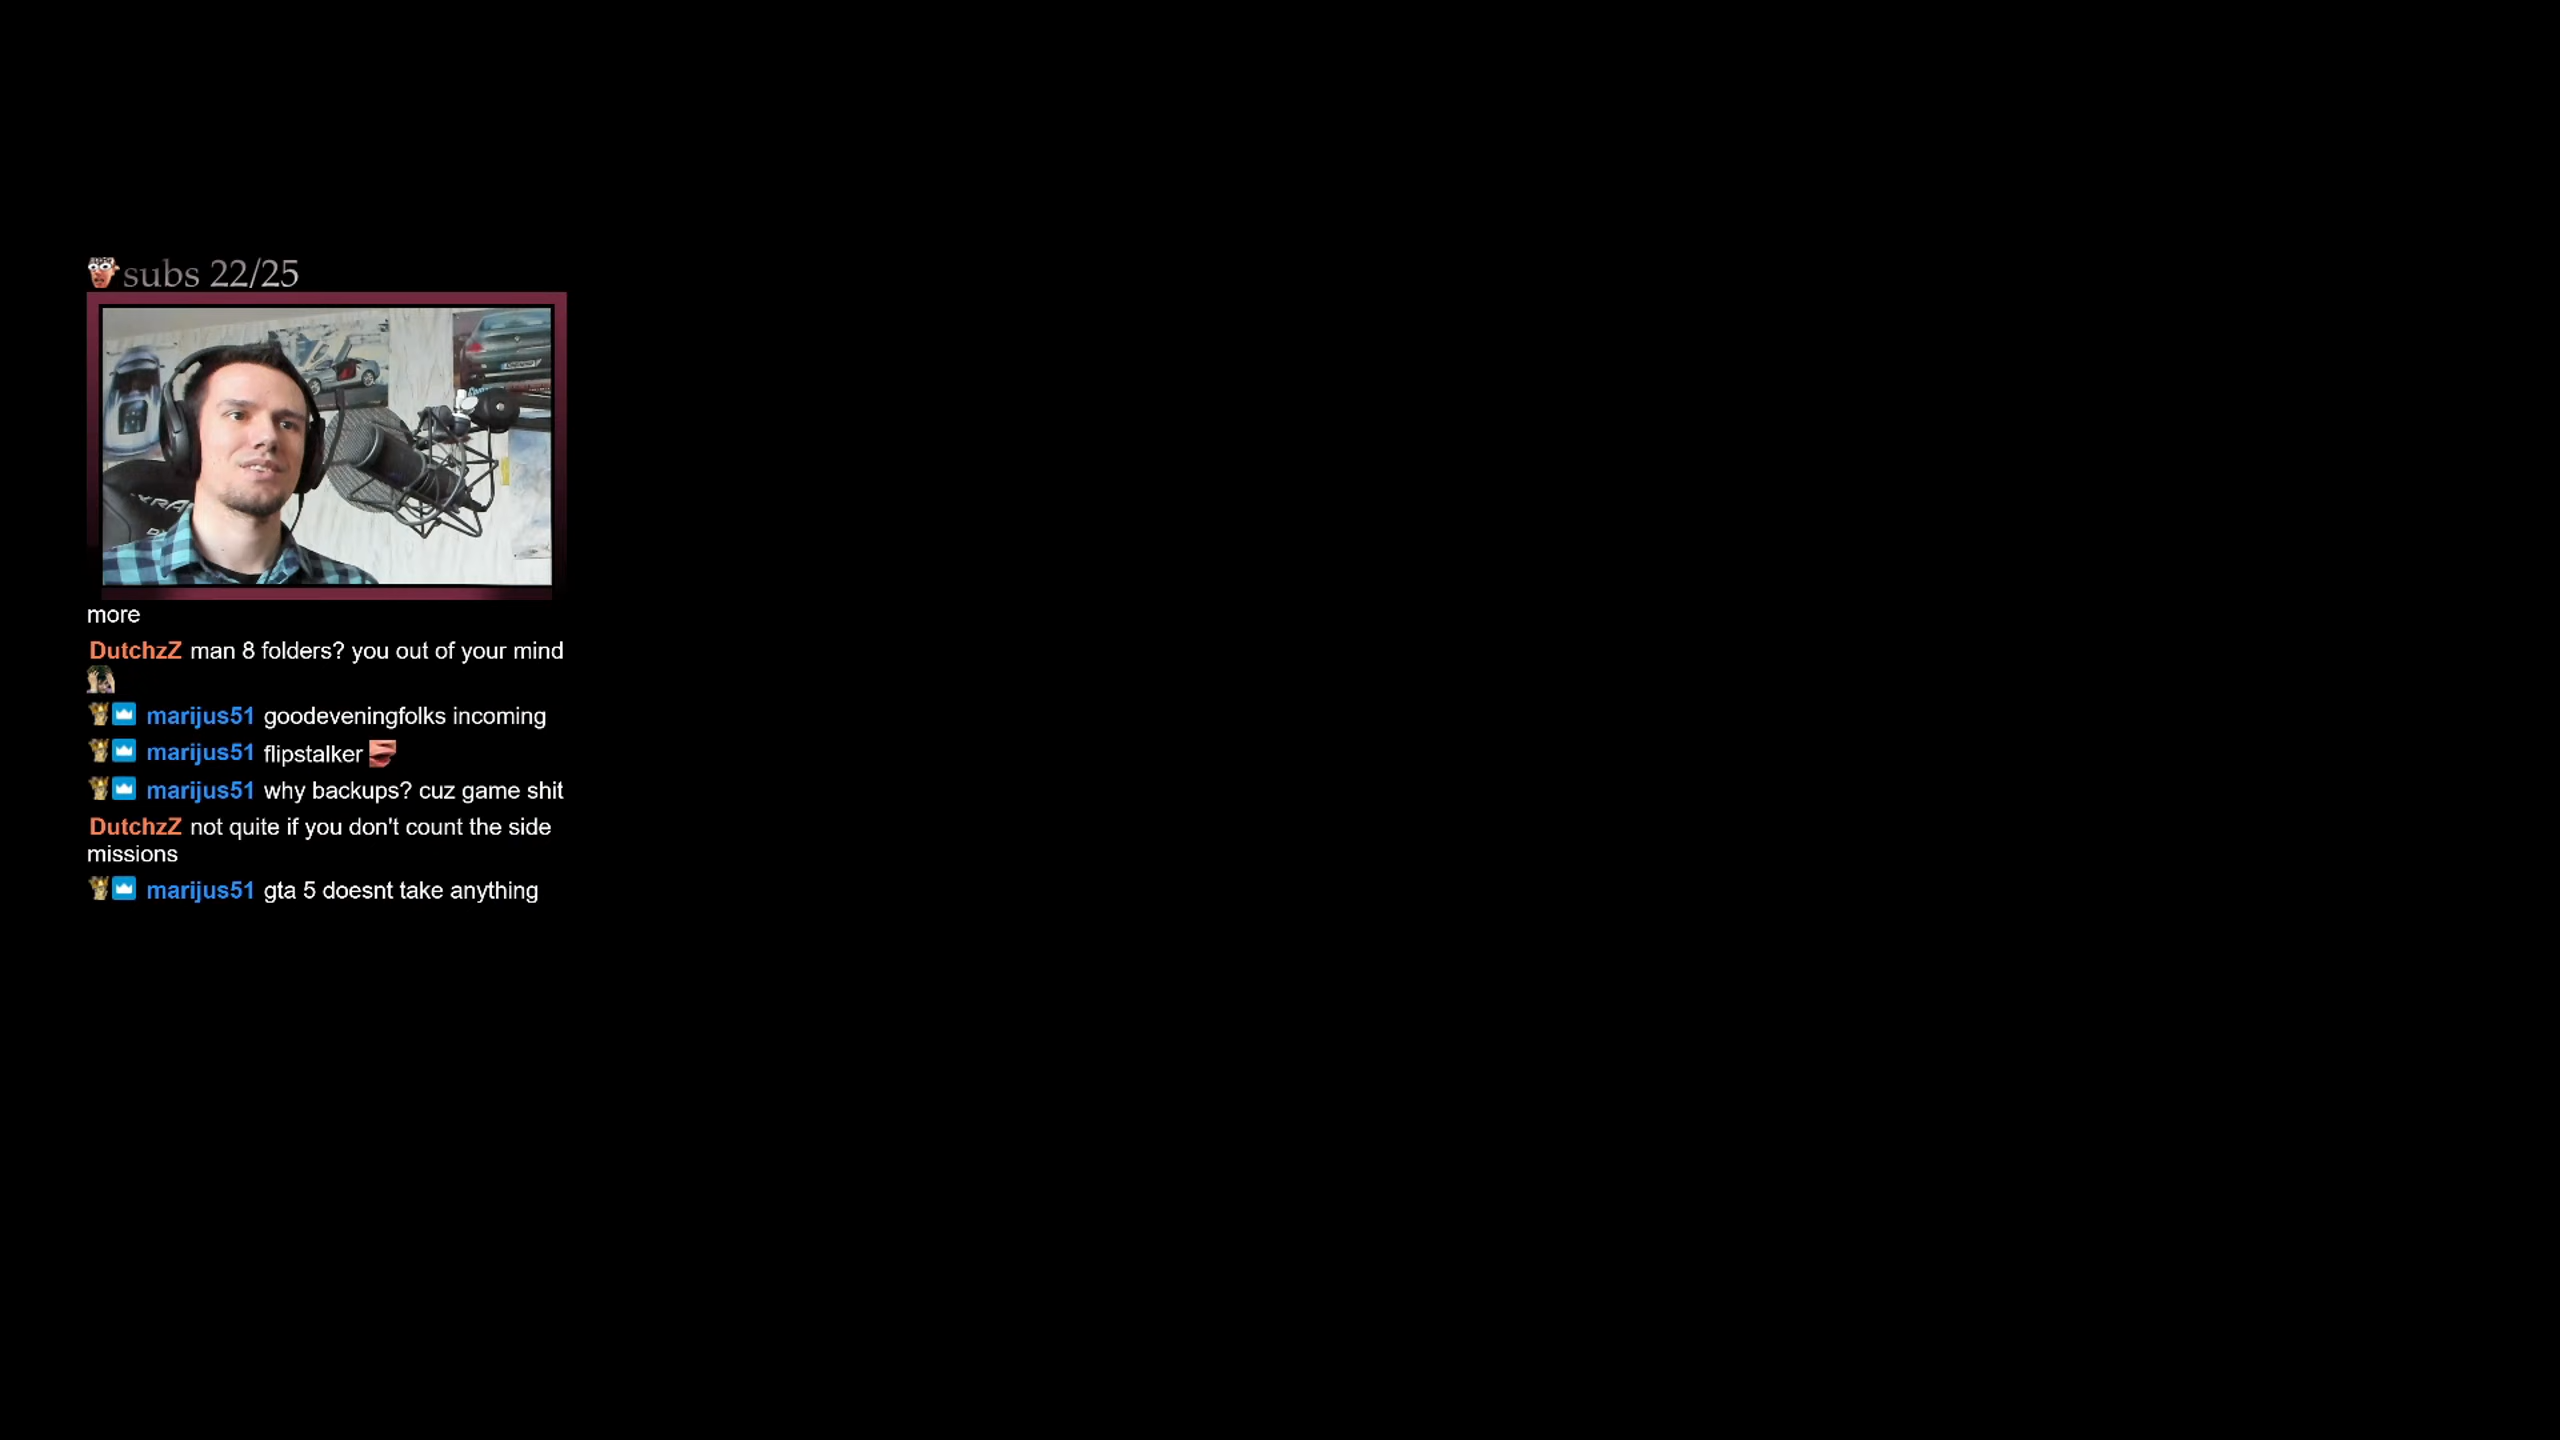 subs 22/25
more
DutchzZ man 8 folders? you out of your mind
marijus51 goodeveningfolks incoming
marijus51 flipstalker
marijus51 why backups? cuz game shit
DutchzZ not quite if you don't count the side
missions
marijus51 gta 5 doesnt take anything